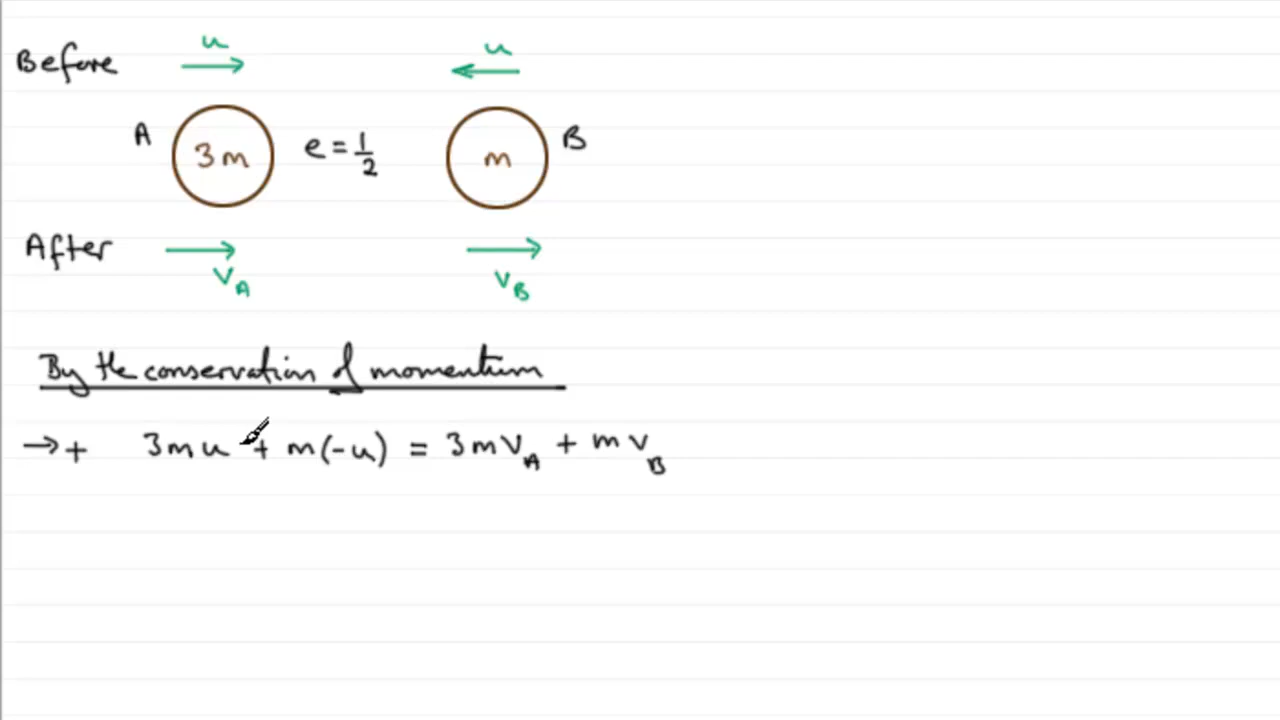 Before u u
A 3m e = 1/2 m B
After v_A v_B
By the conservation of momentum
→+ 3mu + m(-u) = 3mv_A + mv_B